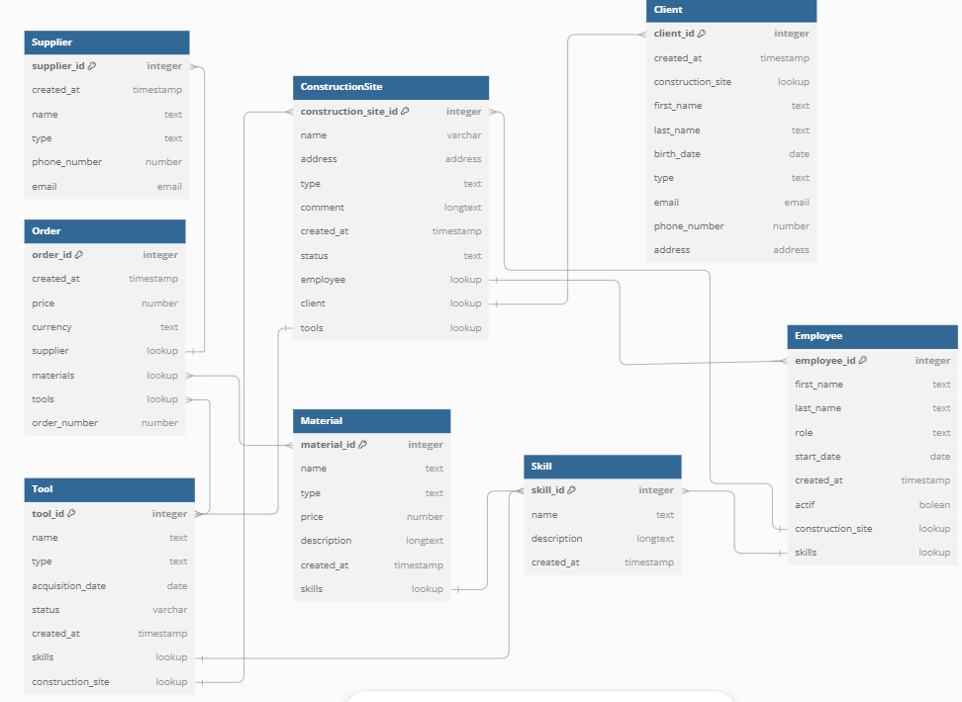 Supplier
supplier_id integer
created_at timestamp
name text
type text
phone_number number
email email
Order
order_id integer
created_at timestamp
price number
currency text
supplier lookup
materials lookup
tools lookup
order_number number
Tool
tool_id integer
name text
type text
acquisition_date date
status varchar
created_at timestamp
skills lookup
construction_site lookup
ConstructionSite
construction_site_id integer
name varchar
address address
type text
comment longtext
created_at timestamp
status text
employee lookup
client lookup
tools lookup
Material
material_id integer
name text
type text
price number
description longtext
created_at timestamp
skills lookup
Skill
skill_id integer
name text
description longtext
created_at timestamp
Client
client_id integer
created_at timestamp
construction_site lookup
first_name text
last_name text
birth_date date
type text
email email
phone_number number
address address
Employee
employee_id integer
first_name text
last_name text
role text
start_date date
created_at timestamp
actif bolean
construction_site lookup
skills lookup